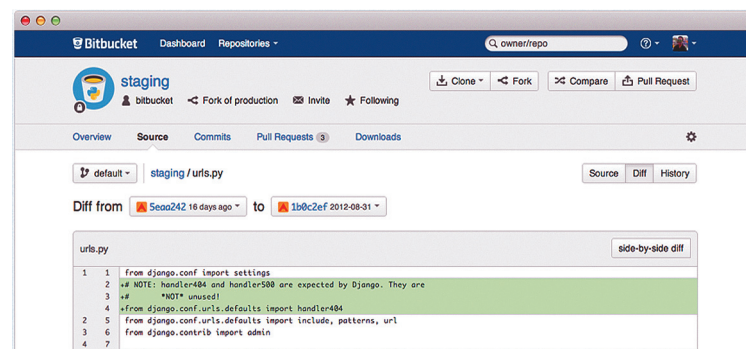 Bitbucket Dashboard Repositories owner/repo
staging
bitbucket Fork of production Invite Following
Clone Fork Compare Pull Request
Overview Source Commits Pull Requests 3 Downloads
default staging / urls.py Source Diff History
Diff from 5eaa242 16 days ago to 1b0c2ef 2012-08-31
urls.py side-by-side diff
1 1 from django.conf import settings
2 +# NOTE: handler404 and handler500 are expected by Django. They are
3 +# *NOT* unused!
4 +from django.conf.urls.defaults import handler404
2 5 from django.conf.urls.defaults import include, patterns, url
3 6 from django.contrib import admin
4 7